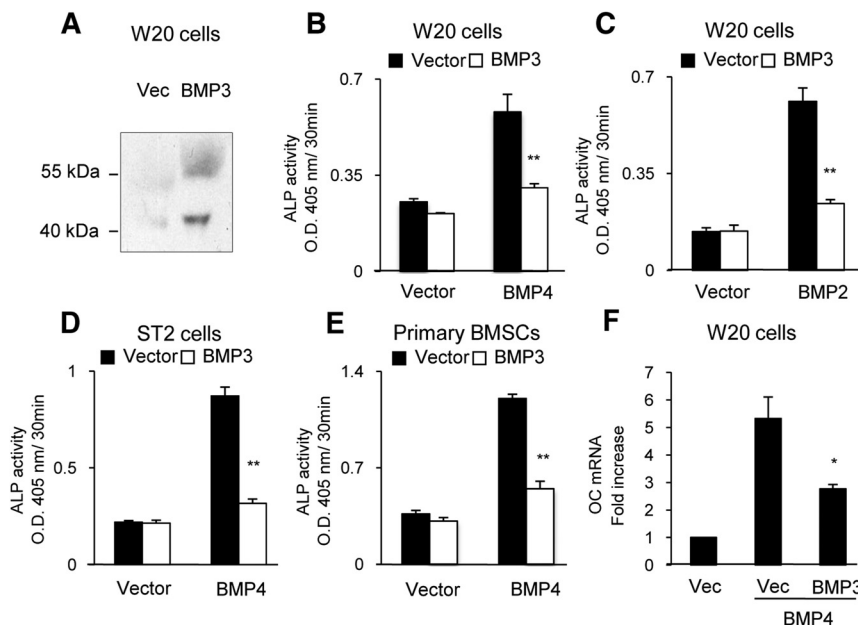 A
W20 cells
Vec BMP3
55 kDa
40 kDa
B
W20 cells
Vector BMP3
ALP activity
O.D. 405 nm/ 30min
0.7
0.35
0
Vector BMP4
**
C
W20 cells
Vector BMP3
ALP activity
O.D. 405 nm/ 30min
0.7
0.35
0
Vector BMP2
**
D
ST2 cells
Vector BMP3
ALP activity
O.D. 405 nm/ 30min
1
0.5
0
Vector BMP4
**
E
Primary BMSCs
Vector BMP3
ALP activity
O.D. 405 nm/ 30min
1.4
0.7
0
Vector BMP4
**
F
W20 cells
OC mRNA
Fold increase
7
6
5
4
3
2
1
0
*
Vec Vec BMP3
BMP4